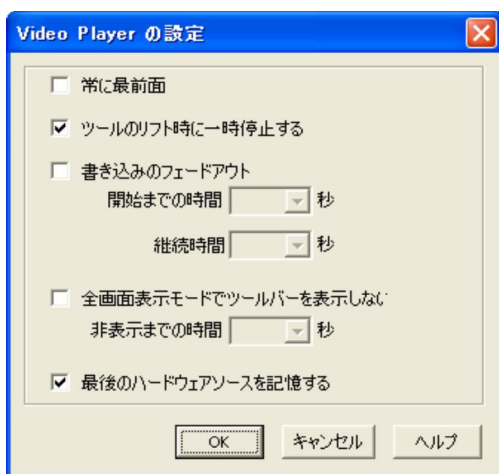 Video Player の設定
常に最前面
ツールのリフト時に一時停止する
書き込みのフェードアウト
開始までの時間 秒
継続時間 秒
全画面表示モードでツールバーを表示しない
非表示までの時間 秒
最後のハードウェアソースを記憶する
OK キャンセル ヘルプ